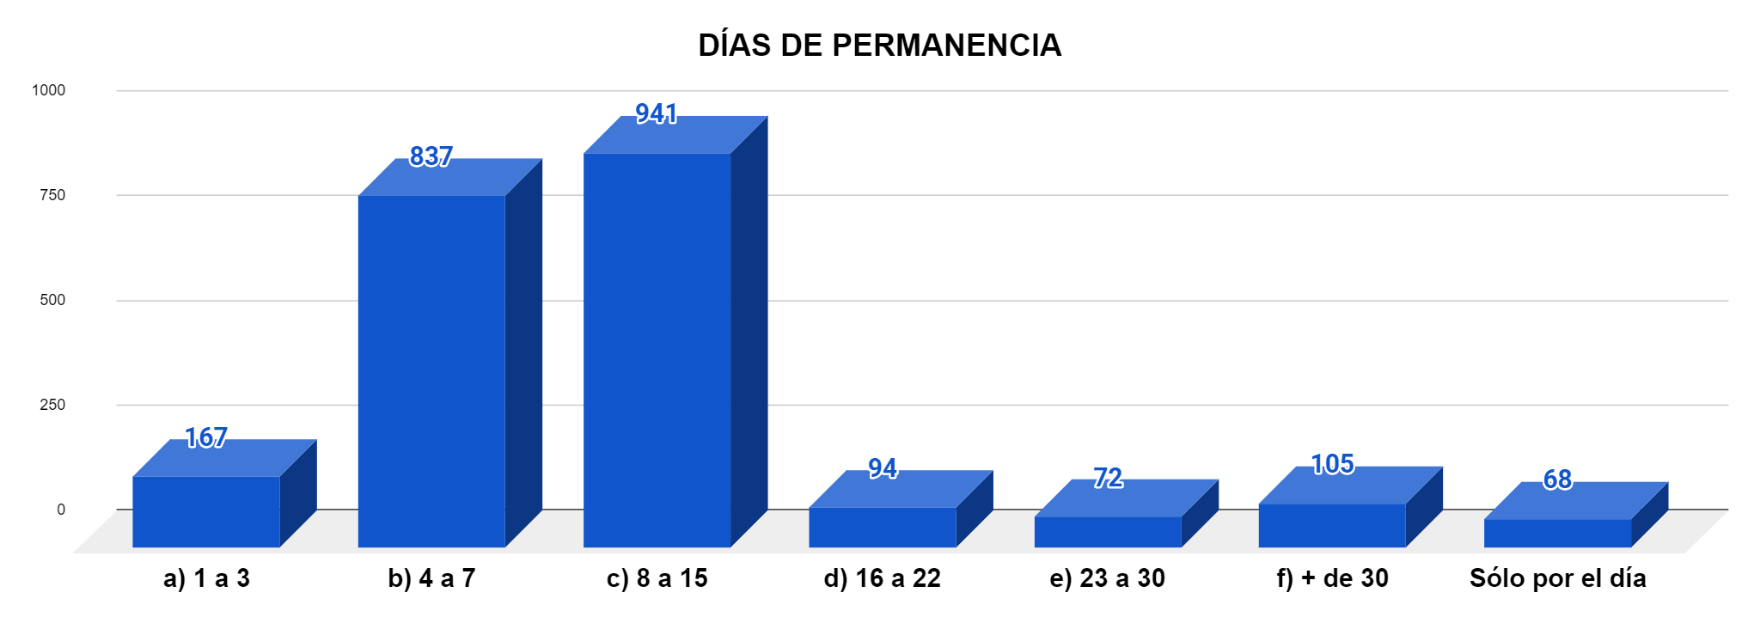 DÍAS DE PERMANENCIA
1000
750
500
250
0
167
837
941
94
72
105
68
a) 1 a 3
b) 4 a 7
c) 8 a 15
d) 16 a 22
e) 23 a 30
f) + de 30
Sólo por el día